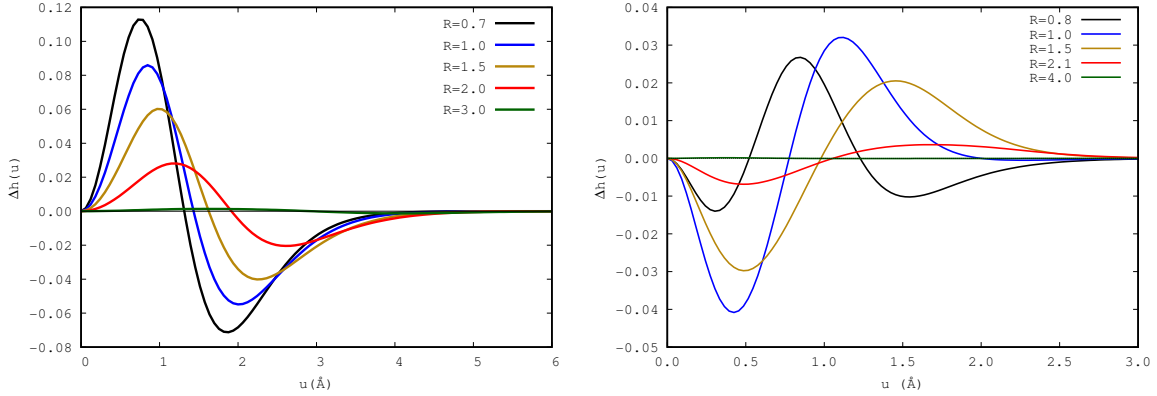 0.12
0.10
0.08
0.06
0.04
0.02
0.00
-0.02
-0.04
-0.06
-0.08
Δh(u)
0 1 2 3 4 5 6
u(Å)
R=0.7
R=1.0
R=1.5
R=2.0
R=3.0
0.04
0.03
0.02
0.01
0.00
-0.01
-0.02
-0.03
-0.04
-0.05
Δh(u)
0.0 0.5 1.0 1.5 2.0 2.5 3.0
u (Å)
R=0.8
R=1.0
R=1.5
R=2.1
R=4.0